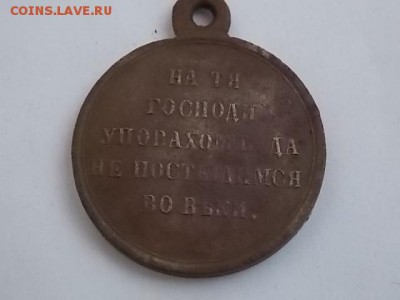 COINS.LAVE.RU
НА ТЯ
ГОСПОДИ
УПОВАХОМЪ ДА
НЕ ПОСТЫДИМСЯ
ВО ВѢКИ.